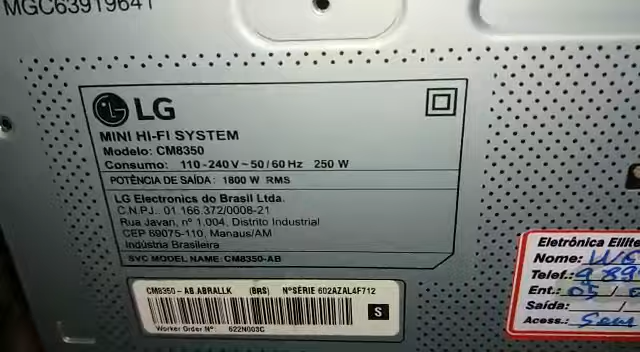 MGC63919641
LG
MINI HI-FI SYSTEM
Modelo: CM8350
Consumo: 110-240 V ~ 50/60 Hz 250 W
POTÊNCIA DE SAÍDA: 1800 W RMS
LG Electronics do Brasil Ltda.
C.N.P.J.. 01.166.372/0008-21
Rua Javari, nº 1,004, Distrito Industrial
CEP 69075-110, Manaus/AM
Indústria Brasileira
SVC MODEL NAME: CM8350-AB
CM8350 - AB.ABRALLK (BRS) NºSÉRIE 602AZAL4F712
S
Worker Order Nº: 622N003C
Eletrônica
Nome:
Telef.:
Ent.: 05 /
Saída: /
Acess.: